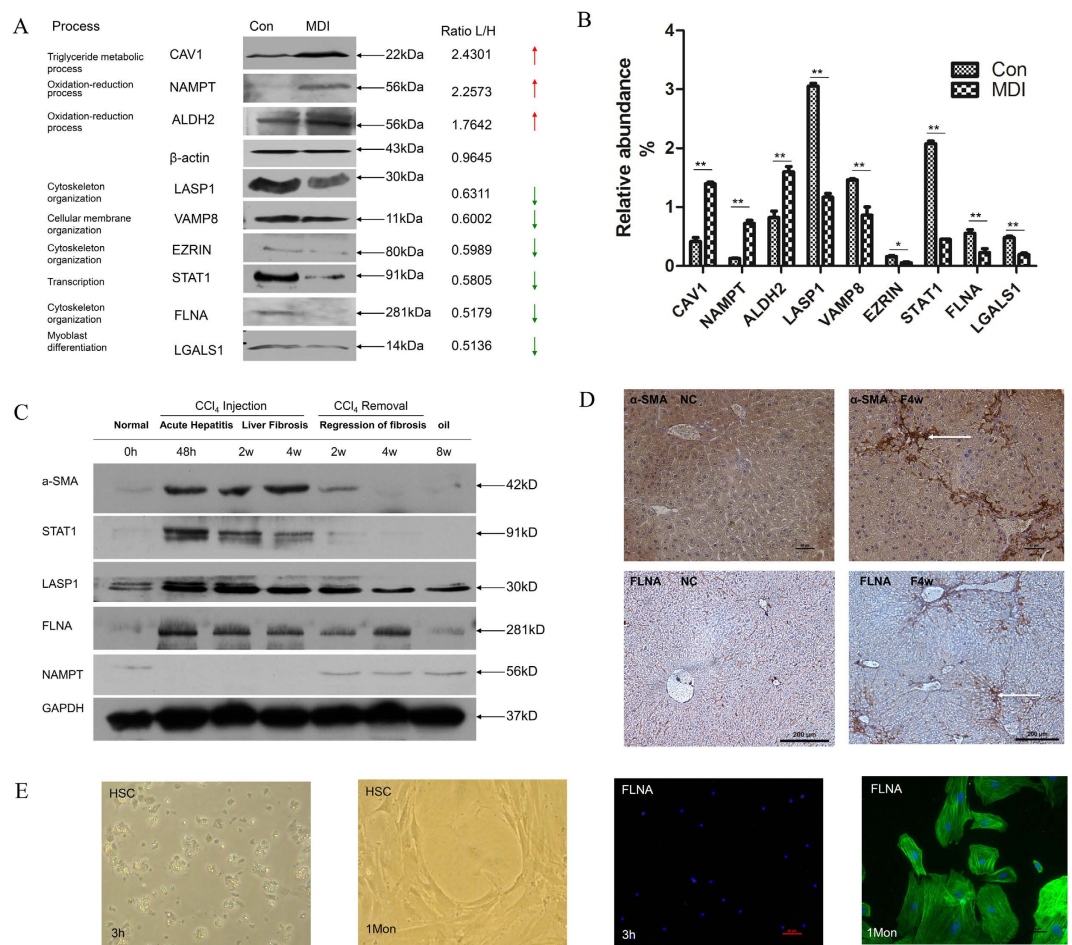 A
Process
Con MDI
Ratio L/H
Triglyceride metabolic
process
CAV1
22kDa
2.4301
Oxidation-reduction
process
NAMPT
56kDa
2.2573
Oxidation-reduction
process
ALDH2
56kDa
1.7642
β-actin
43kDa
0.9645
Cytoskeleton
organization
LASP1
30kDa
0.6311
Cellular membrane
organization
VAMP8
11kDa
0.6002
Cytoskeleton
organization
EZRIN
80kDa
0.5989
Transcription
STAT1
91kDa
0.5805
Cytoskeleton
organization
FLNA
281kDa
0.5179
Myoblast
differentiation
LGALS1
14kDa
0.5136
B
Relative abundance
%
4
3
2
1
0
Con
MDI
**
**
**
**
**
*
**
**
**
CAV1
NAMPT
ALDH2
LASP1
VAMP8
EZRIN
STAT1
FLNA
LGALS1
C
CCl4 Injection
CCl4 Removal
Normal Acute Hepatitis Liver Fibrosis Regression of fibrosis oil
0h 48h 2w 4w 2w 4w 8w
a-SMA
42kD
STAT1
91kD
LASP1
30kD
FLNA
281kD
NAMPT
56kD
GAPDH
37kD
D
α-SMA NC
α-SMA F4w
FLNA NC
200 μm
FLNA F4w
200 μm
E
HSC
3h
HSC
1Mon
FLNA
3h
FLNA
1Mon